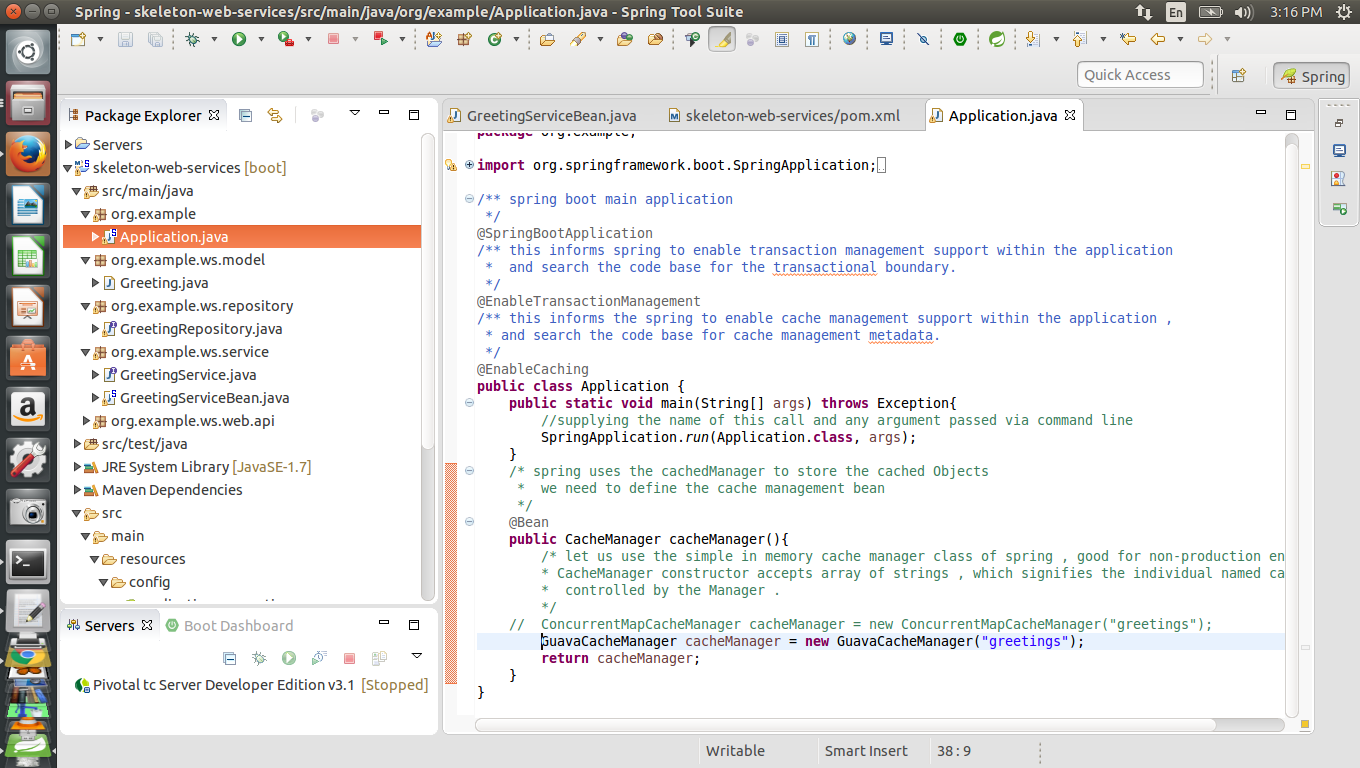 Spring - skeleton-web-services/src/main/java/org/example/Application.java - Spring Tool Suite
En
3:16 PM
Quick Access
Spring
Package Explorer
Servers
skeleton-web-services [boot]
src/main/java
org.example
Application.java
org.example.ws.model
Greeting.java
org.example.ws.repository
GreetingRepository.java
org.example.ws.service
GreetingService.java
GreetingServiceBean.java
org.example.ws.web.api
src/test/java
JRE System Library [JavaSE-1.7]
Maven Dependencies
src
main
resources
config
GreetingServiceBean.java
skeleton-web-services/pom.xml
Application.java
package org.example;
import org.springframework.boot.SpringApplication;
/** spring boot main application
*/
@SpringBootApplication
/** this informs spring to enable transaction management support within the application
* and search the code base for the transactional boundary.
*/
@EnableTransactionManagement
/** this informs the spring to enable cache management support within the application ,
* and search the code base for cache management metadata.
*/
@EnableCaching
public class Application {
public static void main(String[] args) throws Exception{
//supplying the name of this call and any argument passed via command line
SpringApplication.run(Application.class, args);
}
/* spring uses the cachedManager to store the cached Objects
* we need to define the cache management bean
*/
@Bean
public CacheManager cacheManager(){
/* let us use the simple in memory cache manager class of spring , good for non-production en
* CacheManager constructor accepts array of strings , which signifies the individual named ca
* controlled by the Manager .
*/
// ConcurrentMapCacheManager cacheManager = new ConcurrentMapCacheManager("greetings");
GuavaCacheManager cacheManager = new GuavaCacheManager("greetings");
return cacheManager;
}
}
Servers
Boot Dashboard
Pivotal tc Server Developer Edition v3.1 [Stopped]
Writable
Smart Insert
38 : 9